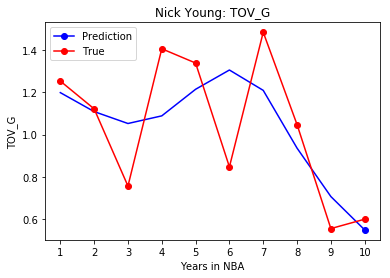 Nick Young: TOV_G
Prediction
True
TOV_G
1.4
1.2
1.0
0.8
0.6
1 2 3 4 5 6 7 8 9 10
Years in NBA